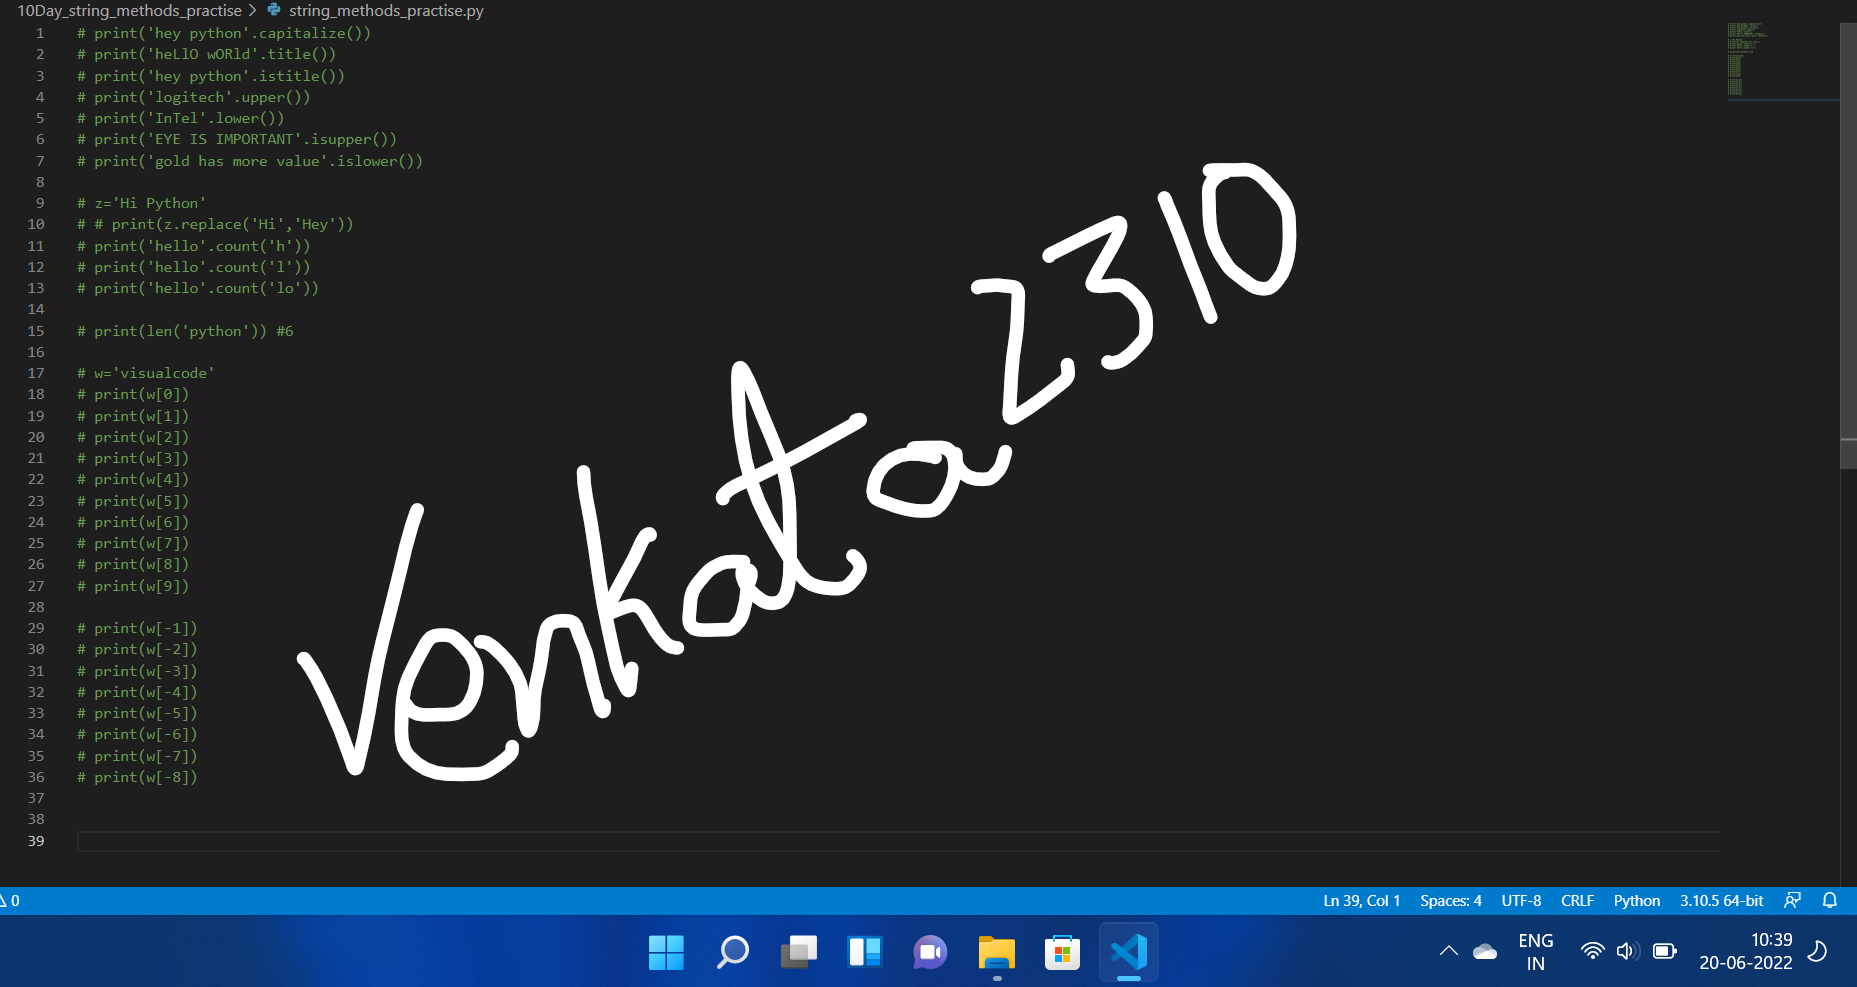 10Day_string_methods_practise > string_methods_practise.py
1 # print('hey python'.capitalize())
2 # print('heLlO wORld'.title())
3 # print('hey python'.istitle())
4 # print('logitech'.upper())
5 # print('InTel'.lower())
6 # print('EYE IS IMPORTANT'.isupper())
7 # print('gold has more value'.islower())
8
9 # z='Hi Python'
10 # # print(z.replace('Hi','Hey'))
11 # print('hello'.count('h'))
12 # print('hello'.count('l'))
13 # print('hello'.count('lo'))
14
15 # print(len('python')) #6
16
17 # w='visualcode'
18 # print(w[0])
19 # print(w[1])
20 # print(w[2])
21 # print(w[3])
22 # print(w[4])
23 # print(w[5])
24 # print(w[6])
25 # print(w[7])
26 # print(w[8])
27 # print(w[9])
28
29 # print(w[-1])
30 # print(w[-2])
31 # print(w[-3])
32 # print(w[-4])
33 # print(w[-5])
34 # print(w[-6])
35 # print(w[-7])
36 # print(w[-8])
37
38
39
Venkata2310
0 Ln 39, Col 1 Spaces: 4 UTF-8 CRLF Python 3.10.5 64-bit
ENG 10:39
IN 20-06-2022